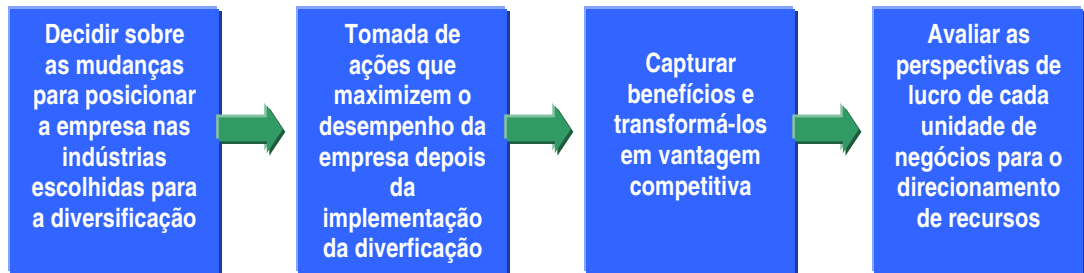 Decidir sobre
as mudanças
para posicionar
a empresa nas
indústrias
escolhidas para
a diversificação
Tomada de
ações que
maximizem o
desempenho da
empresa depois
da
implementação
da diverficação
Capturar
benefícios e
transformá-los
em vantagem
competitiva
Avaliar as
perspectivas de
lucro de cada
unidade de
negócios para o
direcionamento
de recursos